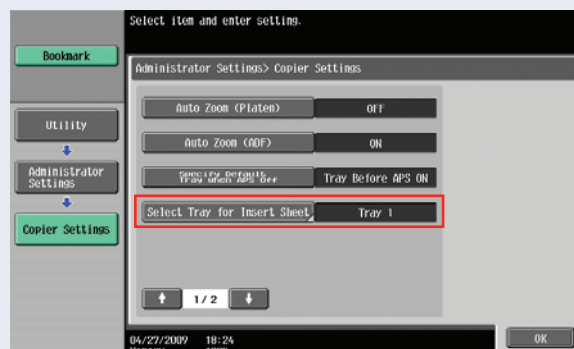 Select item and enter setting.
Bookmark
Administrator Settings> Copier Settings
Auto Zoom (Platen)
OFF
Utility
Auto Zoom (ADF)
ON
Administrator
Settings
Specify Default
Tray when APS Off
Tray Before APS ON
Select Tray for Insert Sheet
Tray 1
Copier Settings
1/2
04/27/2009 18:24
OK